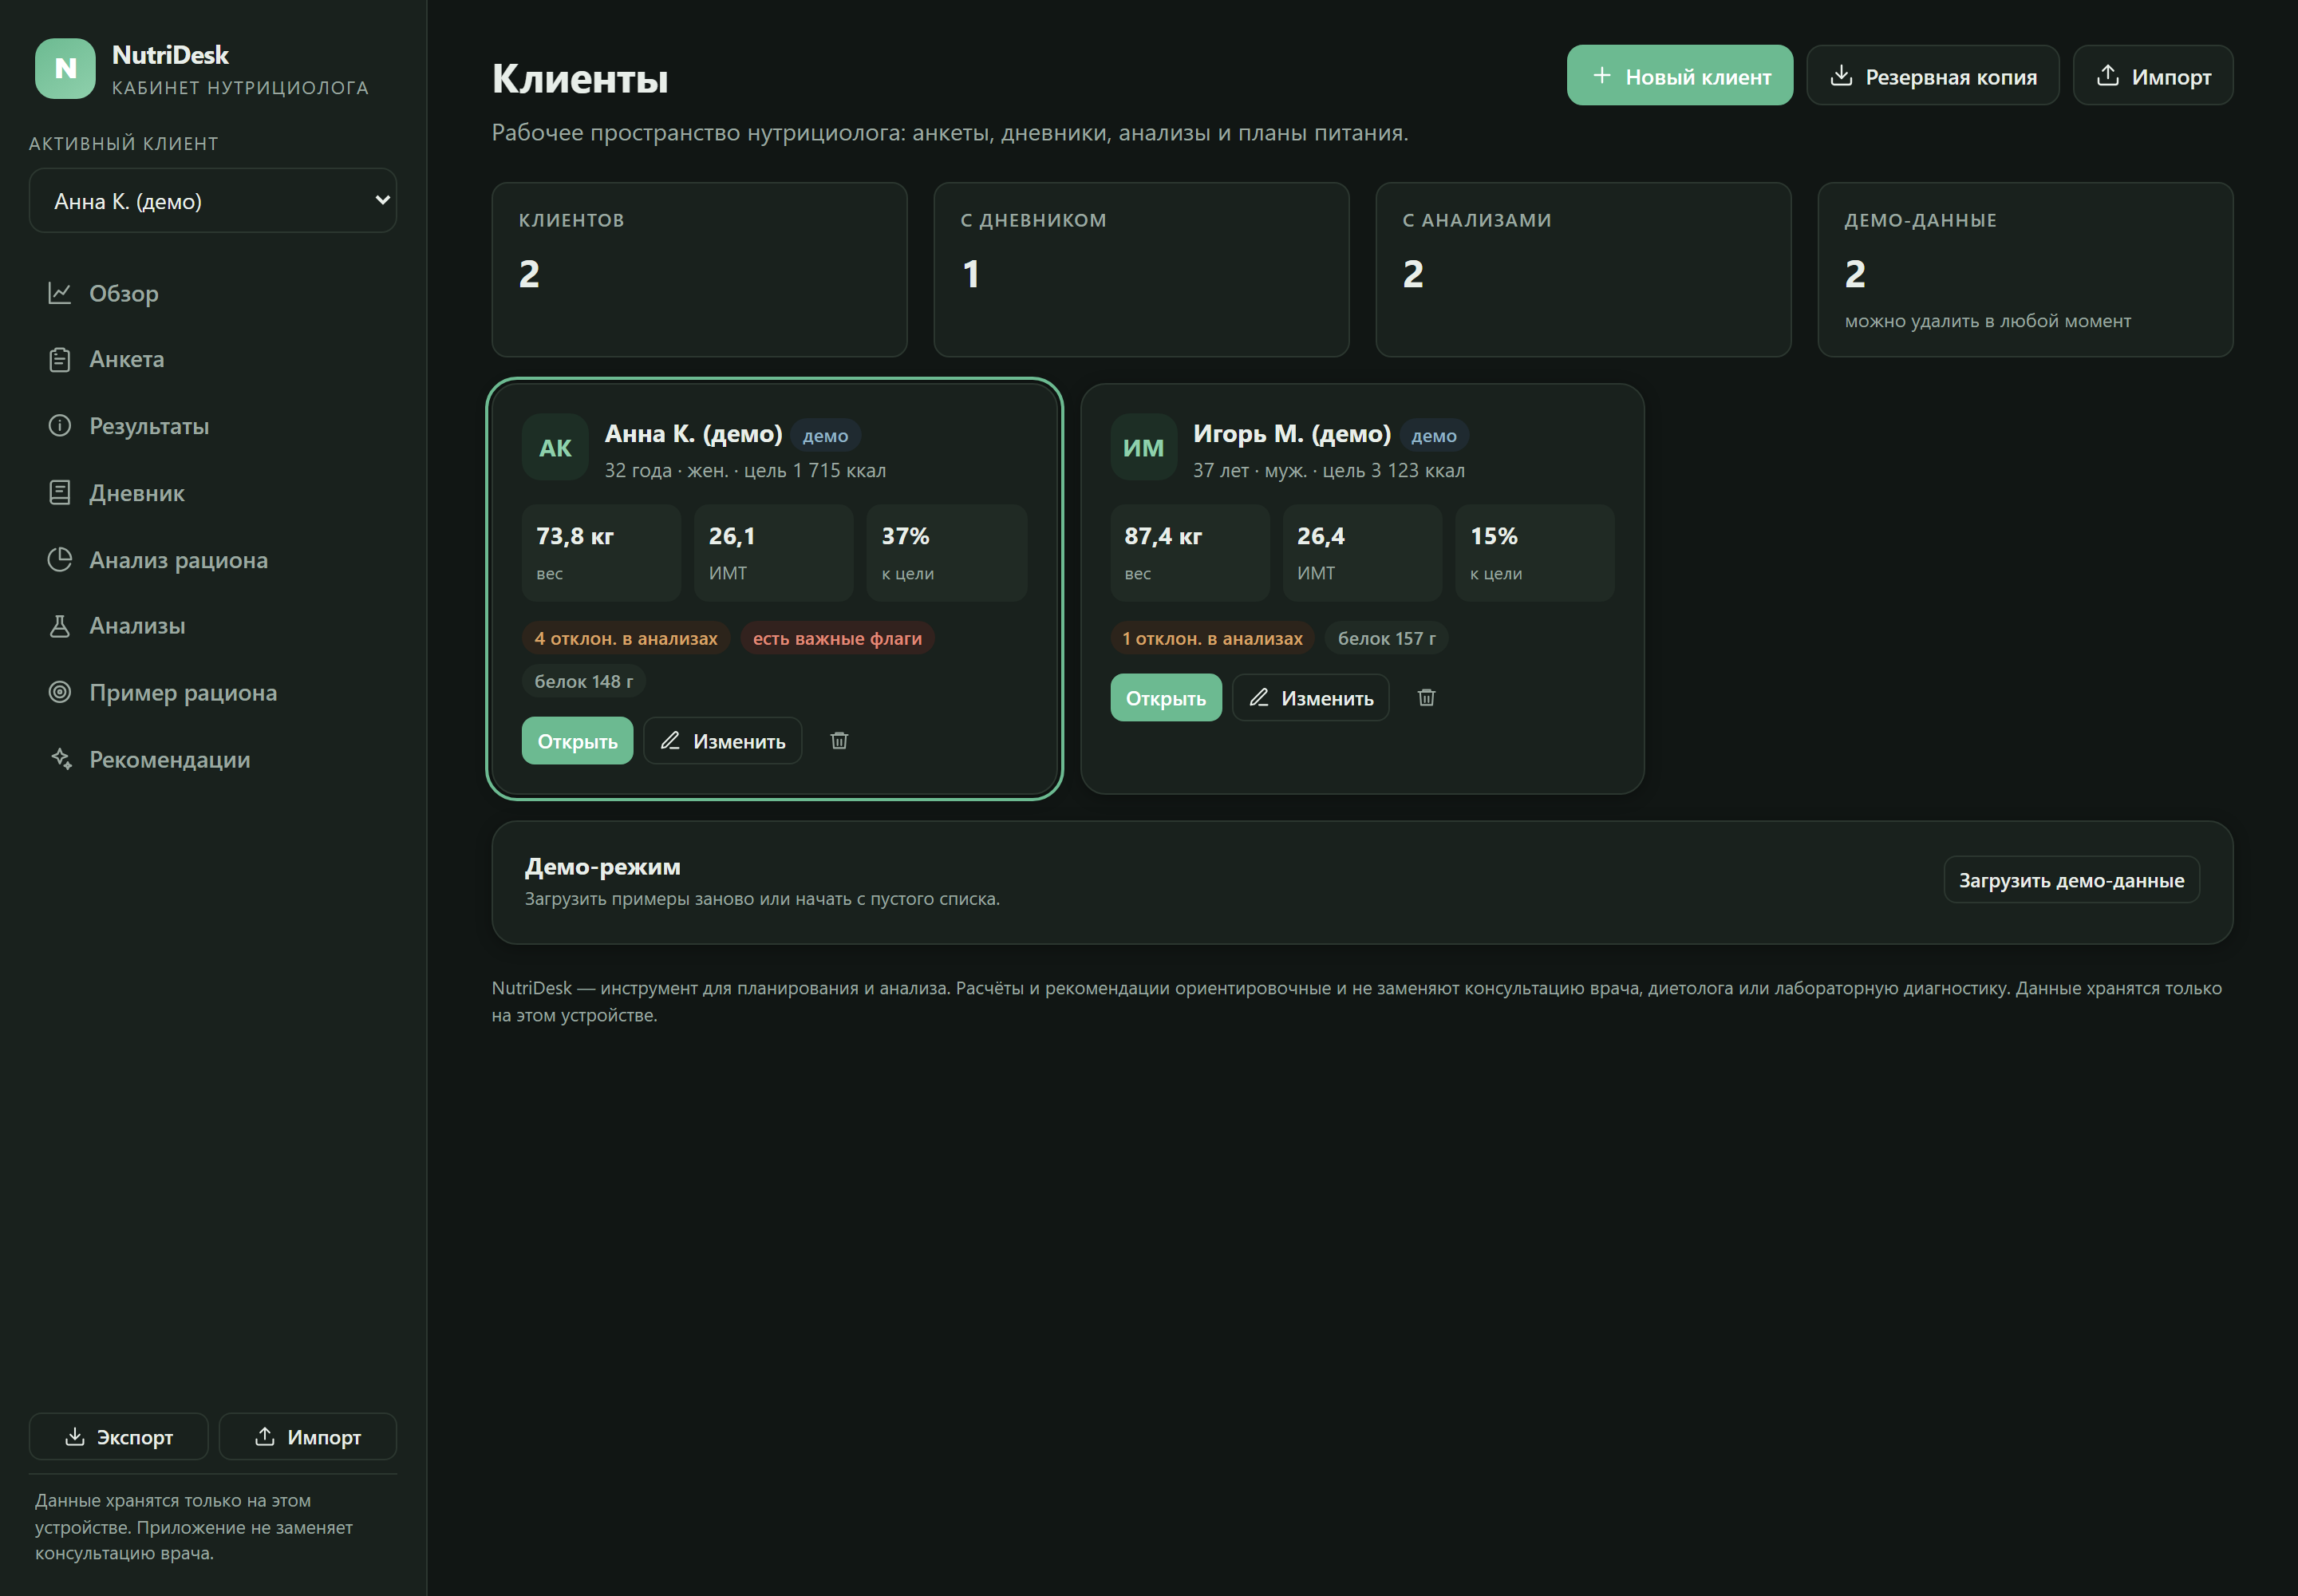 N
NutriDesk
КАБИНЕТ НУТРИЦИОЛОГА
АКТИВНЫЙ КЛИЕНТ
Анна К. (демо)
Обзор
Анкета
Результаты
Дневник
Анализ рациона
Анализы
Пример рациона
Рекомендации
Экспорт
Импорт
Данные хранятся только на этом
устройстве. Приложение не заменяет
консультацию врача.
Клиенты
Рабочее пространство нутрициолога: анкеты, дневники, анализы и планы питания.
Новый клиент
Резервная копия
Импорт
КЛИЕНТОВ
2
С ДНЕВНИКОМ
1
С АНАЛИЗАМИ
2
ДЕМО-ДАННЫЕ
2
можно удалить в любой момент
АК
Анна К. (демо) демо
32 года · жен. · цель 1 715 ккал
73,8 кг
вес
26,1
ИМТ
37%
к цели
4 отклон. в анализах
есть важные флаги
белок 148 г
Открыть
Изменить
ИМ
Игорь М. (демо) демо
37 лет · муж. · цель 3 123 ккал
87,4 кг
вес
26,4
ИМТ
15%
к цели
1 отклон. в анализах
белок 157 г
Открыть
Изменить
Демо-режим
Загрузить примеры заново или начать с пустого списка.
Загрузить демо-данные
NutriDesk — инструмент для планирования и анализа. Расчёты и рекомендации ориентировочные и не заменяют консультацию врача, диетолога или лабораторную диагностику. Данные хранятся только
на этом устройстве.